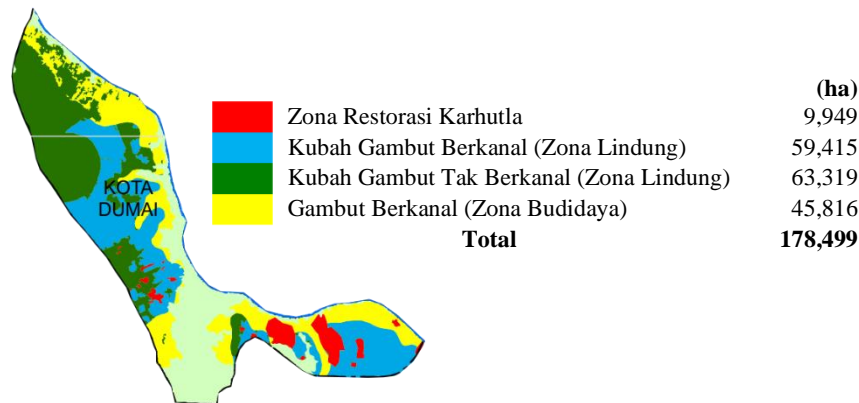 (ha)
Zona Restorasi Karhutla 9,949
Kubah Gambut Berkanal (Zona Lindung) 59,415
Kubah Gambut Tak Berkanal (Zona Lindung) 63,319
Gambut Berkanal (Zona Budidaya) 45,816
Total 178,499
KOTA
DUMAI